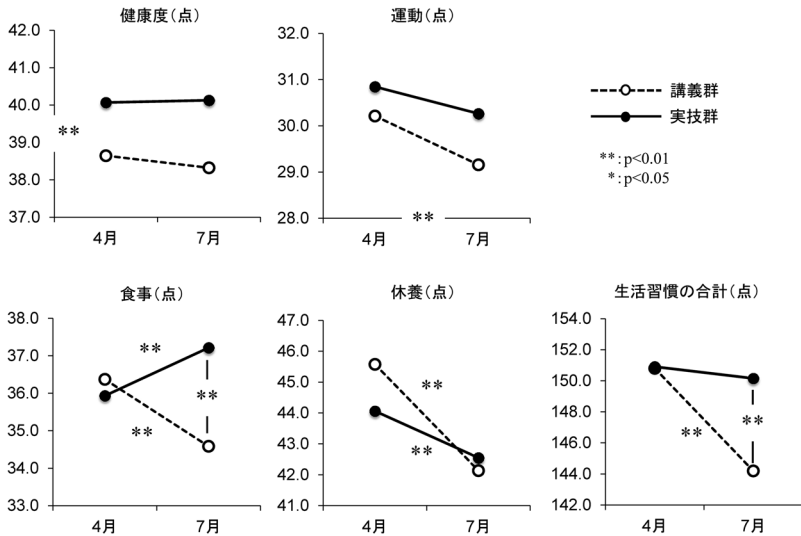 健康度（点）
42.0
41.0
40.0
39.0
38.0
37.0
**
4月
7月
運動（点）
32.0
31.0
30.0
29.0
28.0
**
4月
7月
講義群
実技群
**：p<0.01
*：p<0.05
食事（点）
38.0
37.0
36.0
35.0
34.0
33.0
**
**
**
4月
7月
休養（点）
47.0
46.0
45.0
44.0
43.0
42.0
41.0
**
**
4月
7月
生活習慣の合計（点）
154.0
152.0
150.0
148.0
146.0
144.0
142.0
**
**
4月
7月